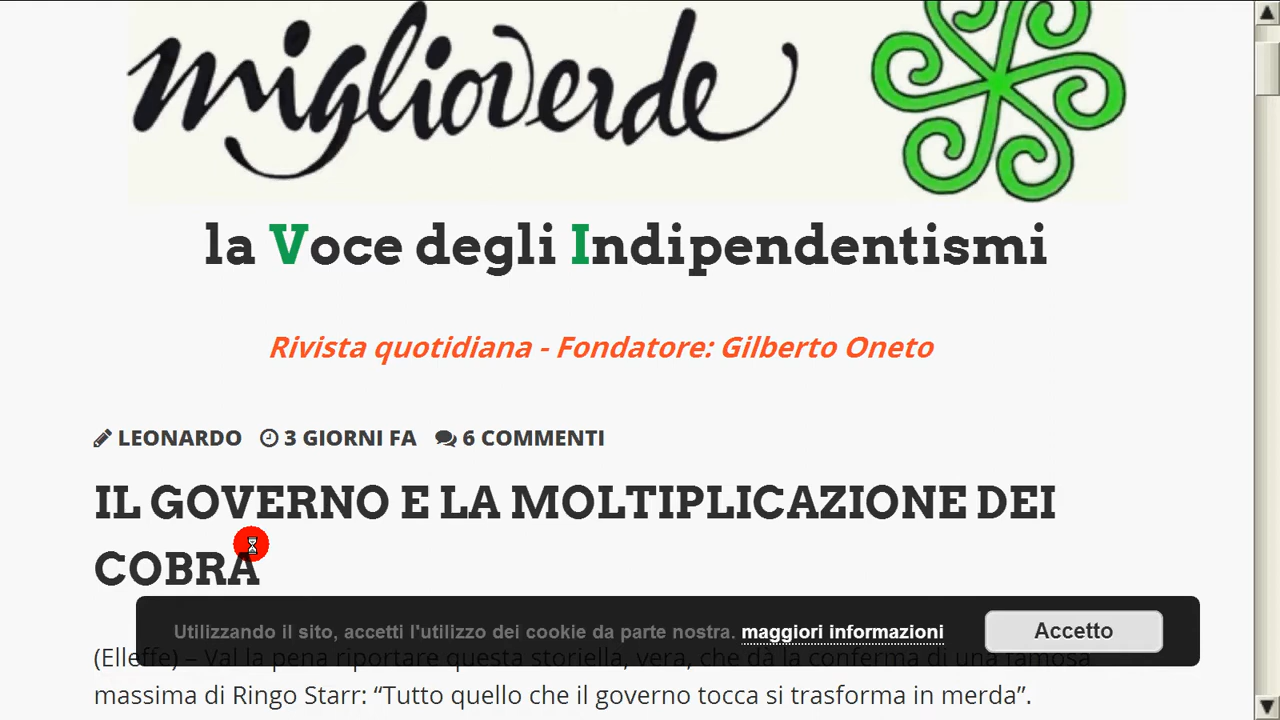 miglioverde
la Voce degli Indipendentismi
Rivista quotidiana - Fondatore: Gilberto Oneto
LEONARDO 3 GIORNI FA 6 COMMENTI
IL GOVERNO E LA MOLTIPLICAZIONE DEI
COBRA
Utilizzando il sito, accetti l'utilizzo dei cookie da parte nostra. maggiori informazioni Accetto
(Elleffe) – Val la pena riportare questa storiella, vera, che dà la conferma di una famosa
massima di Ringo Starr: “Tutto quello che il governo tocca si trasforma in merda”.